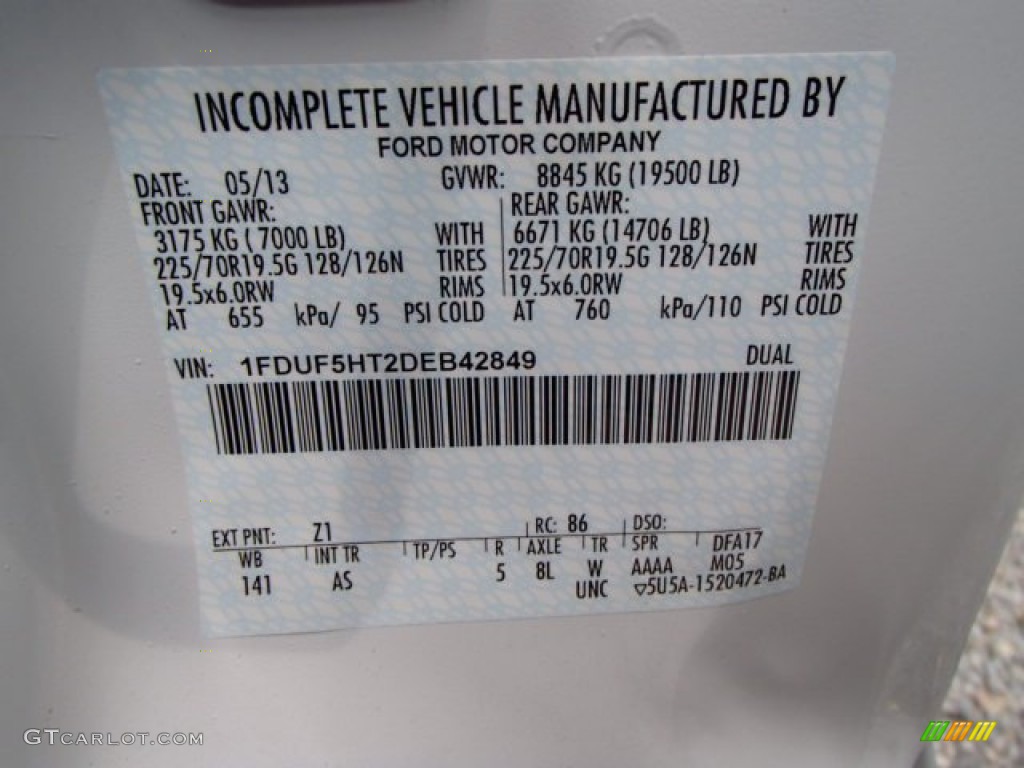 INCOMPLETE VEHICLE MANUFACTURED BY
FORD MOTOR COMPANY
DATE: 05/13 GVWR: 8845 KG (19500 LB)
FRONT GAWR: REAR GAWR:
3175 KG ( 7000 LB) WITH 6671 KG (14706 LB) WITH
225/70R19.5G 128/126N TIRES 225/70R19.5G 128/126N TIRES
19.5x6.0RW RIMS 19.5x6.0RW RIMS
AT 655 kPa/ 95 PSI COLD AT 760 kPa/110 PSI COLD
VIN: 1FDUF5HT2DEB42849 DUAL
EXT PNT: Z1 RC: 86 DSO:
WB INT TR TP/PS R AXLE TR SPR DFA17
141 AS 5 8L W AAAA M05
UNC ▽5U5A-1520472-BA
GTCARLOT.COM